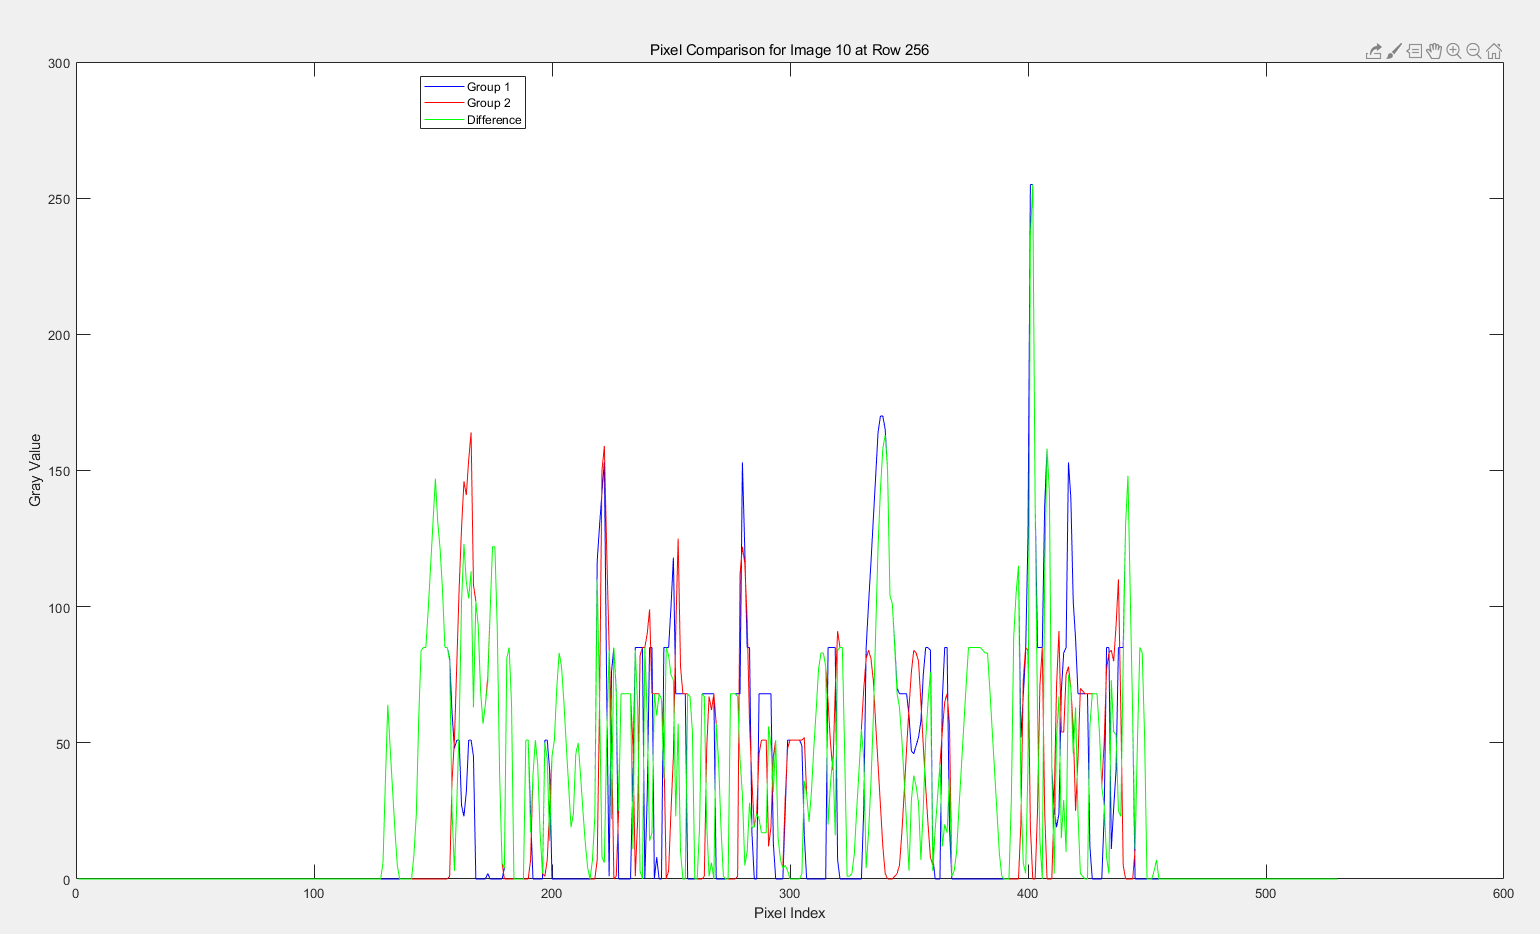 Pixel Comparison for Image 10 at Row 256
300
250
200
150
100
50
0
Gray Value
Group 1
Group 2
Difference
0 100 200 300 400 500 600
Pixel Index